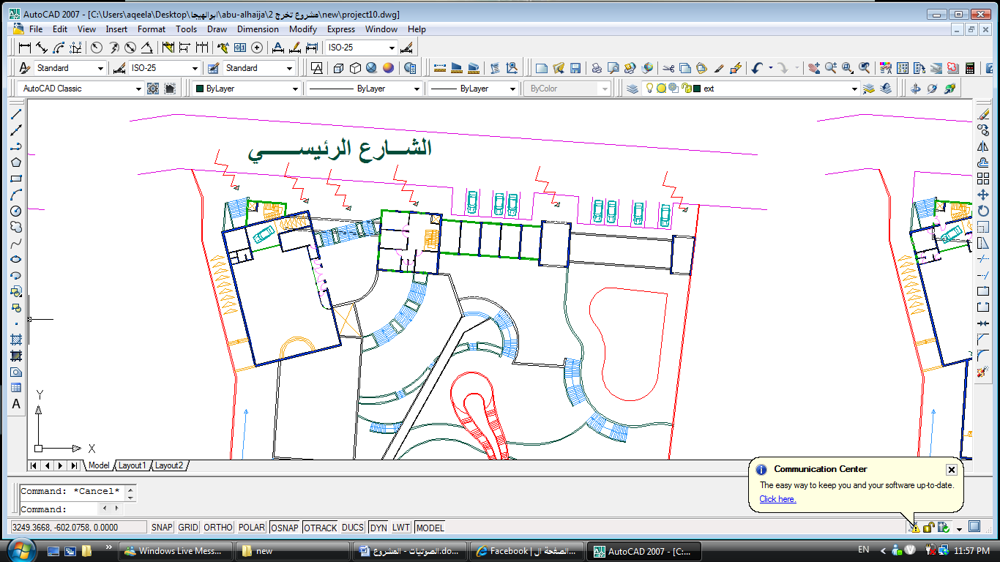 AutoCAD 2007 - [C:\Users\aqeela\Desktop\ابوالهيجا\abu-alhaija\2 مشروع تخرج\new\project10.dwg]
File Edit View Insert Format Tools Draw Dimension Modify Express Window Help
ISO-25
Standard ISO-25 Standard
AutoCAD Classic ByLayer ByLayer ByLayer ByColor ext
الشـــارع الرئيســـــي
Y
X
Model Layout1 Layout2
Communication Center
The easy way to keep you and your software up-to-date.
Click here.
Command: *Cancel*
Command:
3249.3668, -602.0758, 0.0000 SNAP GRID ORTHO POLAR OSNAP OTRACK DUCS DYN LWT MODEL
Windows Live Mess... new الصوتيات - المشروع.do... Facebook | الصفحة ال... AutoCAD 2007 - [C:... EN 11:57 PM